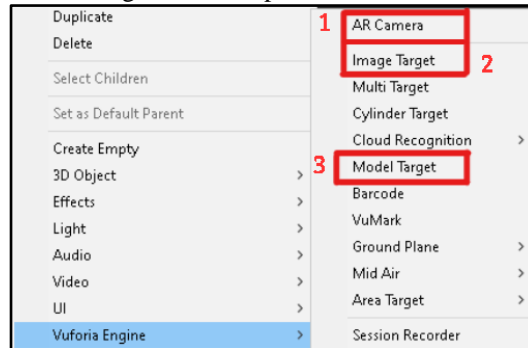 Duplicate
Delete
Select Children
Set as Default Parent
Create Empty
3D Object >
Effects >
Light >
Audio >
Video >
UI >
Vuforia Engine >
1 AR Camera
Image Target 2
Multi Target
Cylinder Target
Cloud Recognition >
3 Model Target
Barcode
VuMark
Ground Plane >
Mid Air >
Area Target >
Session Recorder